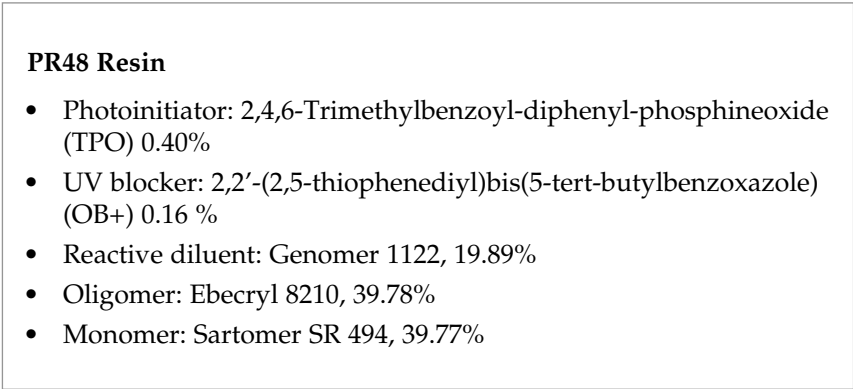 PR48 Resin
• Photoinitiator: 2,4,6-Trimethylbenzoyl-diphenyl-phosphineoxide
(TPO) 0.40%
• UV blocker: 2,2’-(2,5-thiophenediyl)bis(5-tert-butylbenzoxazole)
(OB+) 0.16 %
• Reactive diluent: Genomer 1122, 19.89%
• Oligomer: Ebecryl 8210, 39.78%
• Monomer: Sartomer SR 494, 39.77%